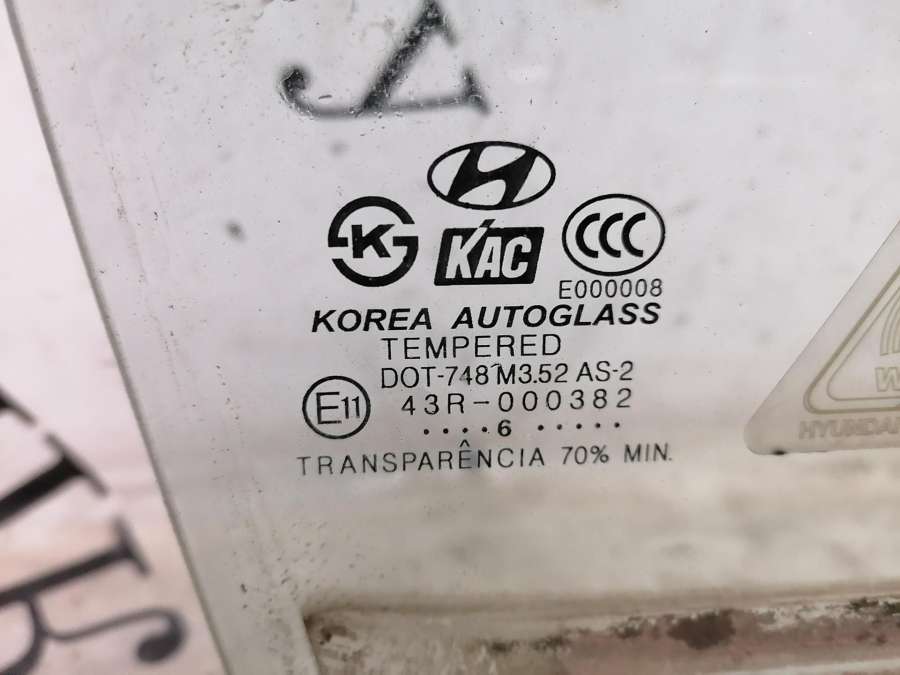 K
KAC
CCC
E000008
KOREA AUTOGLASS
TEMPERED
DOT-748 M3.52 AS-2
E11 43R-000382
....6 .....
TRANSPARÊNCIA 70% MIN.